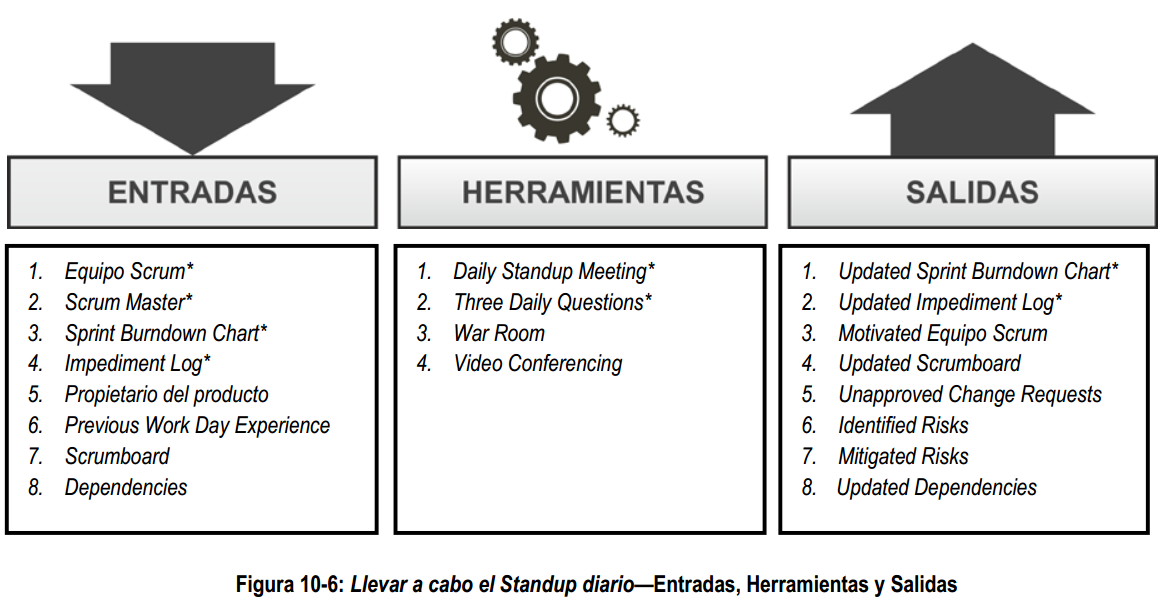 ENTRADAS
1. Equipo Scrum*
2. Scrum Master*
3. Sprint Burndown Chart*
4. Impediment Log*
5. Propietario del producto
6. Previous Work Day Experience
7. Scrumboard
8. Dependencies
HERRAMIENTAS
1. Daily Standup Meeting*
2. Three Daily Questions*
3. War Room
4. Video Conferencing
SALIDAS
1. Updated Sprint Burndown Chart*
2. Updated Impediment Log*
3. Motivated Equipo Scrum
4. Updated Scrumboard
5. Unapproved Change Requests
6. Identified Risks
7. Mitigated Risks
8. Updated Dependencies
Figura 10-6: Llevar a cabo el Standup diario—Entradas, Herramientas y Salidas